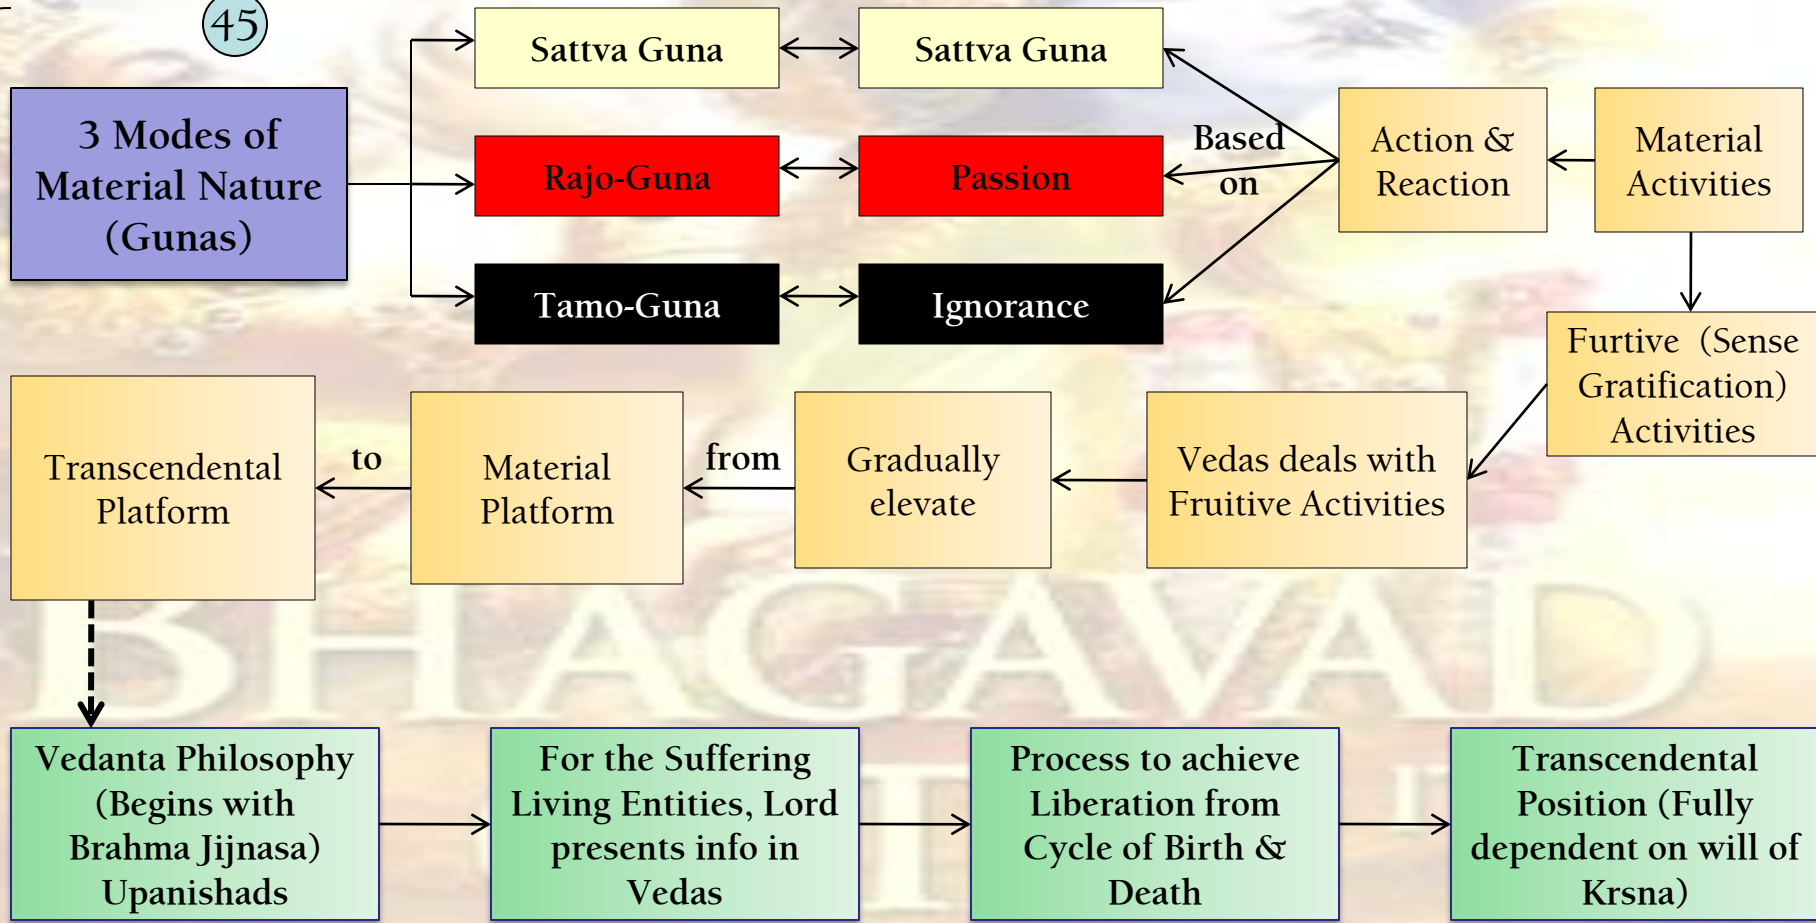 45
3 Modes of
Material Nature
(Gunas)
Sattva Guna
Sattva Guna
Rajo-Guna
Passion
Tamo-Guna
Ignorance
Based
on
Action &
Reaction
Material
Activities
Furtive (Sense
Gratification)
Activities
Vedas deals with
Fruitive Activities
Gradually
elevate
from
Material
Platform
to
Transcendental
Platform
BHAGAVAD
Vedanta Philosophy
(Begins with
Brahma Jijnasa)
Upanishads
For the Suffering
Living Entities, Lord
presents info in
Vedas
Process to achieve
Liberation from
Cycle of Birth &
Death
Transcendental
Position (Fully
dependent on will of
Krsna)